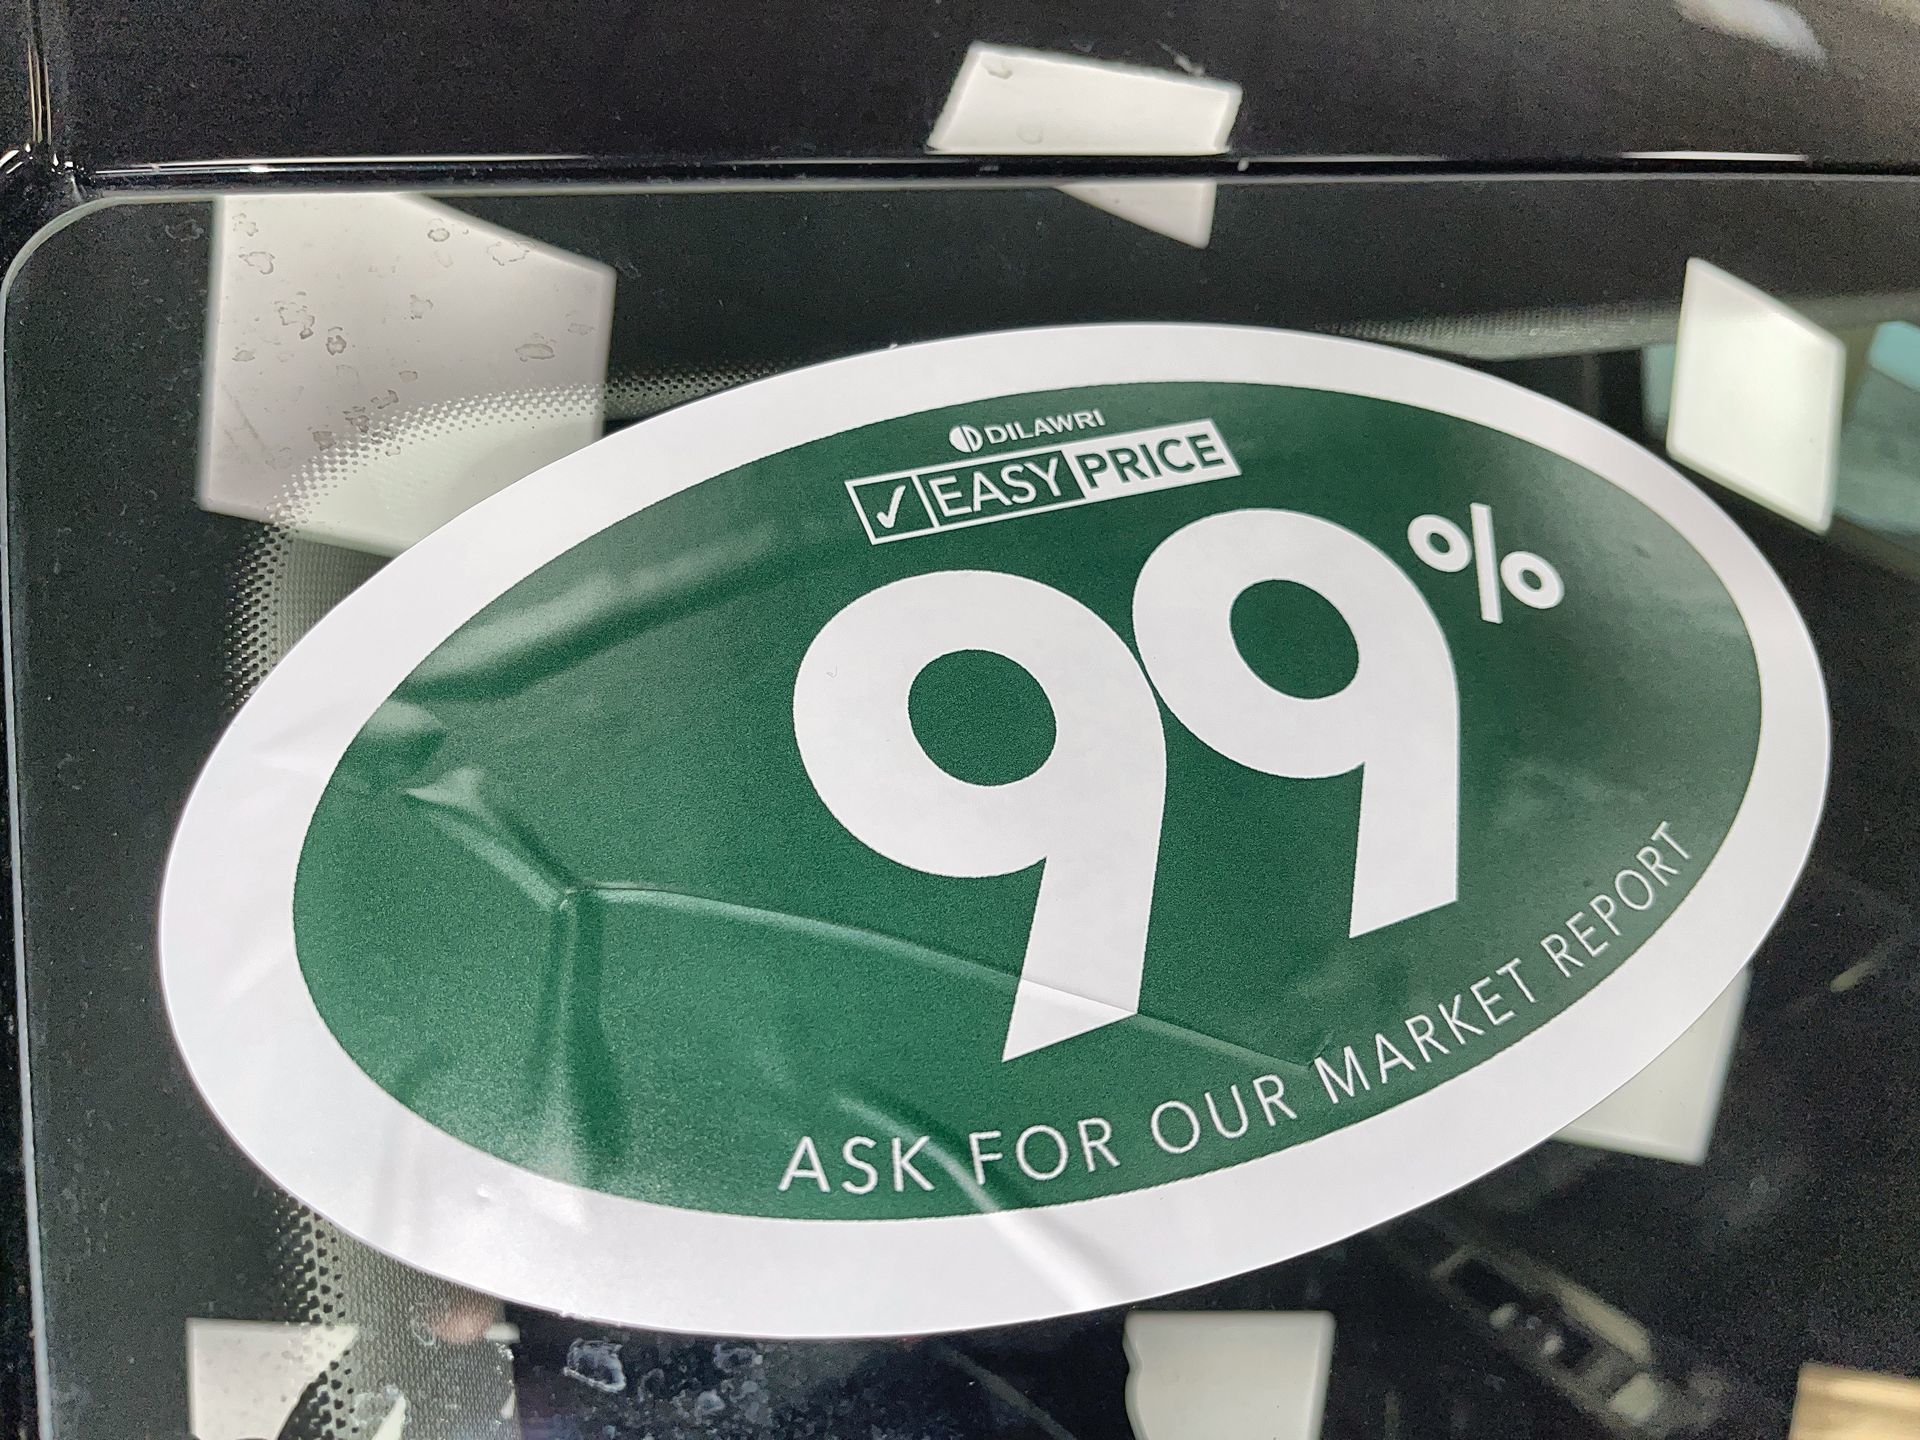 DILAWRI
✓ EASY PRICE
99%
ASK FOR OUR MARKET REPORT